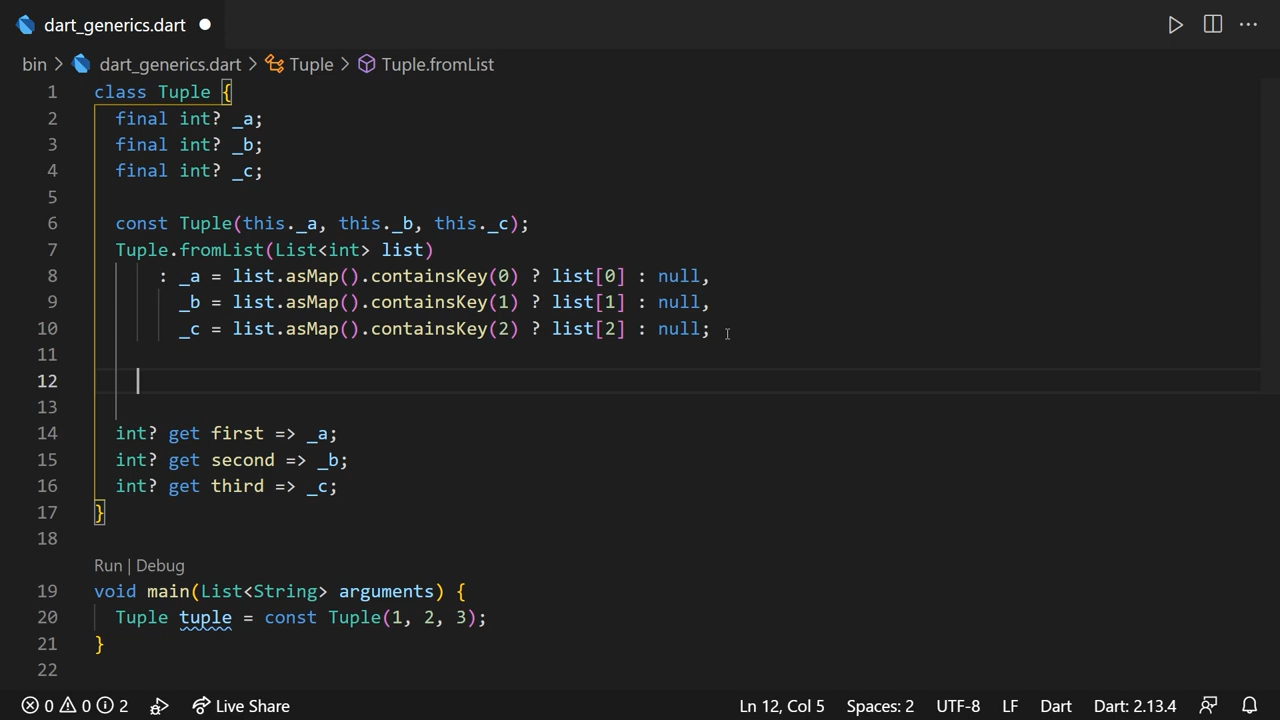 dart_generics.dart
bin > dart_generics.dart > Tuple > Tuple.fromList
1 class Tuple {
2 final int? _a;
3 final int? _b;
4 final int? _c;
5
6 const Tuple(this._a, this._b, this._c);
7 Tuple.fromList(List<int> list)
8 : _a = list.asMap().containsKey(0) ? list[0] : null,
9 _b = list.asMap().containsKey(1) ? list[1] : null,
10 _c = list.asMap().containsKey(2) ? list[2] : null;
11
12
13
14 int? get first => _a;
15 int? get second => _b;
16 int? get third => _c;
17 }
18
Run | Debug
19 void main(List<String> arguments) {
20 Tuple tuple = const Tuple(1, 2, 3);
21 }
22
0 0 2 Live Share Ln 12, Col 5 Spaces: 2 UTF-8 LF Dart Dart: 2.13.4